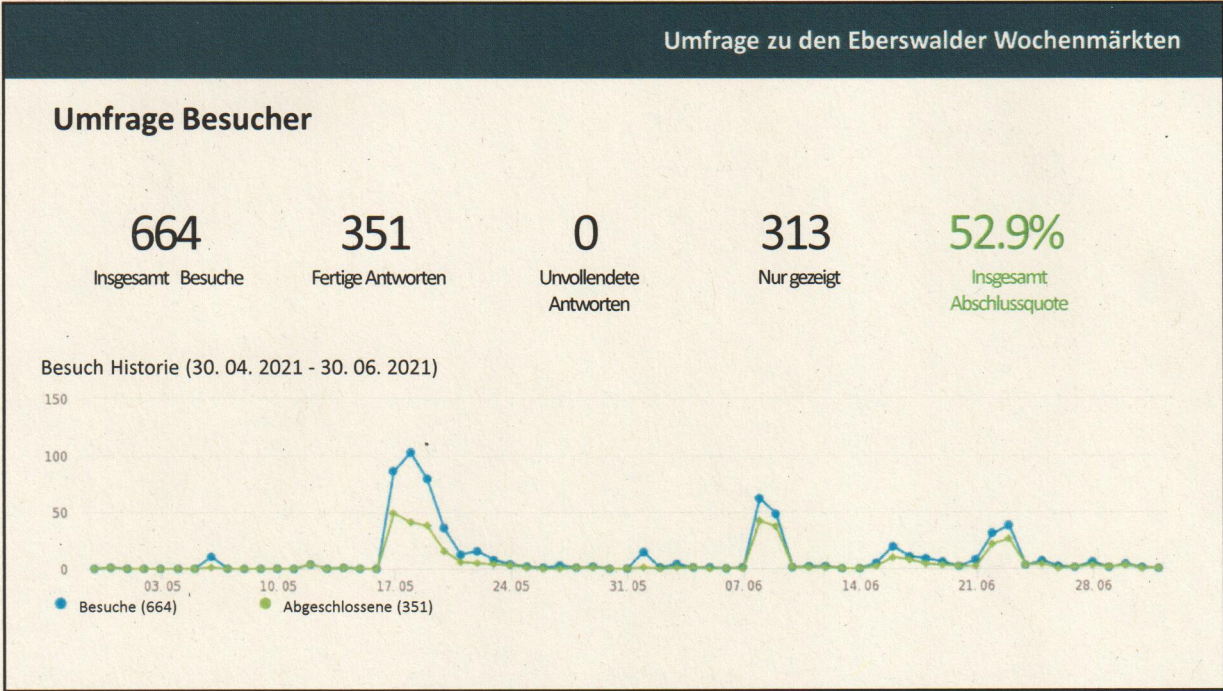 Umfrage zu den Eberswalder Wochenmärkten
Umfrage Besucher
664
Insgesamt Besuche
351
Fertige Antworten
0
Unvollendete
Antworten
313
Nur gezeigt
52.9%
Insgesamt
Abschlussquote
Besuch Historie (30. 04. 2021 - 30. 06. 2021)
150
100
50
0
03. 05 10. 05 17. 05 24. 05 31. 05 07. 06 14. 06 21. 06 28. 06
Besuche (664) Abgeschlossene (351)